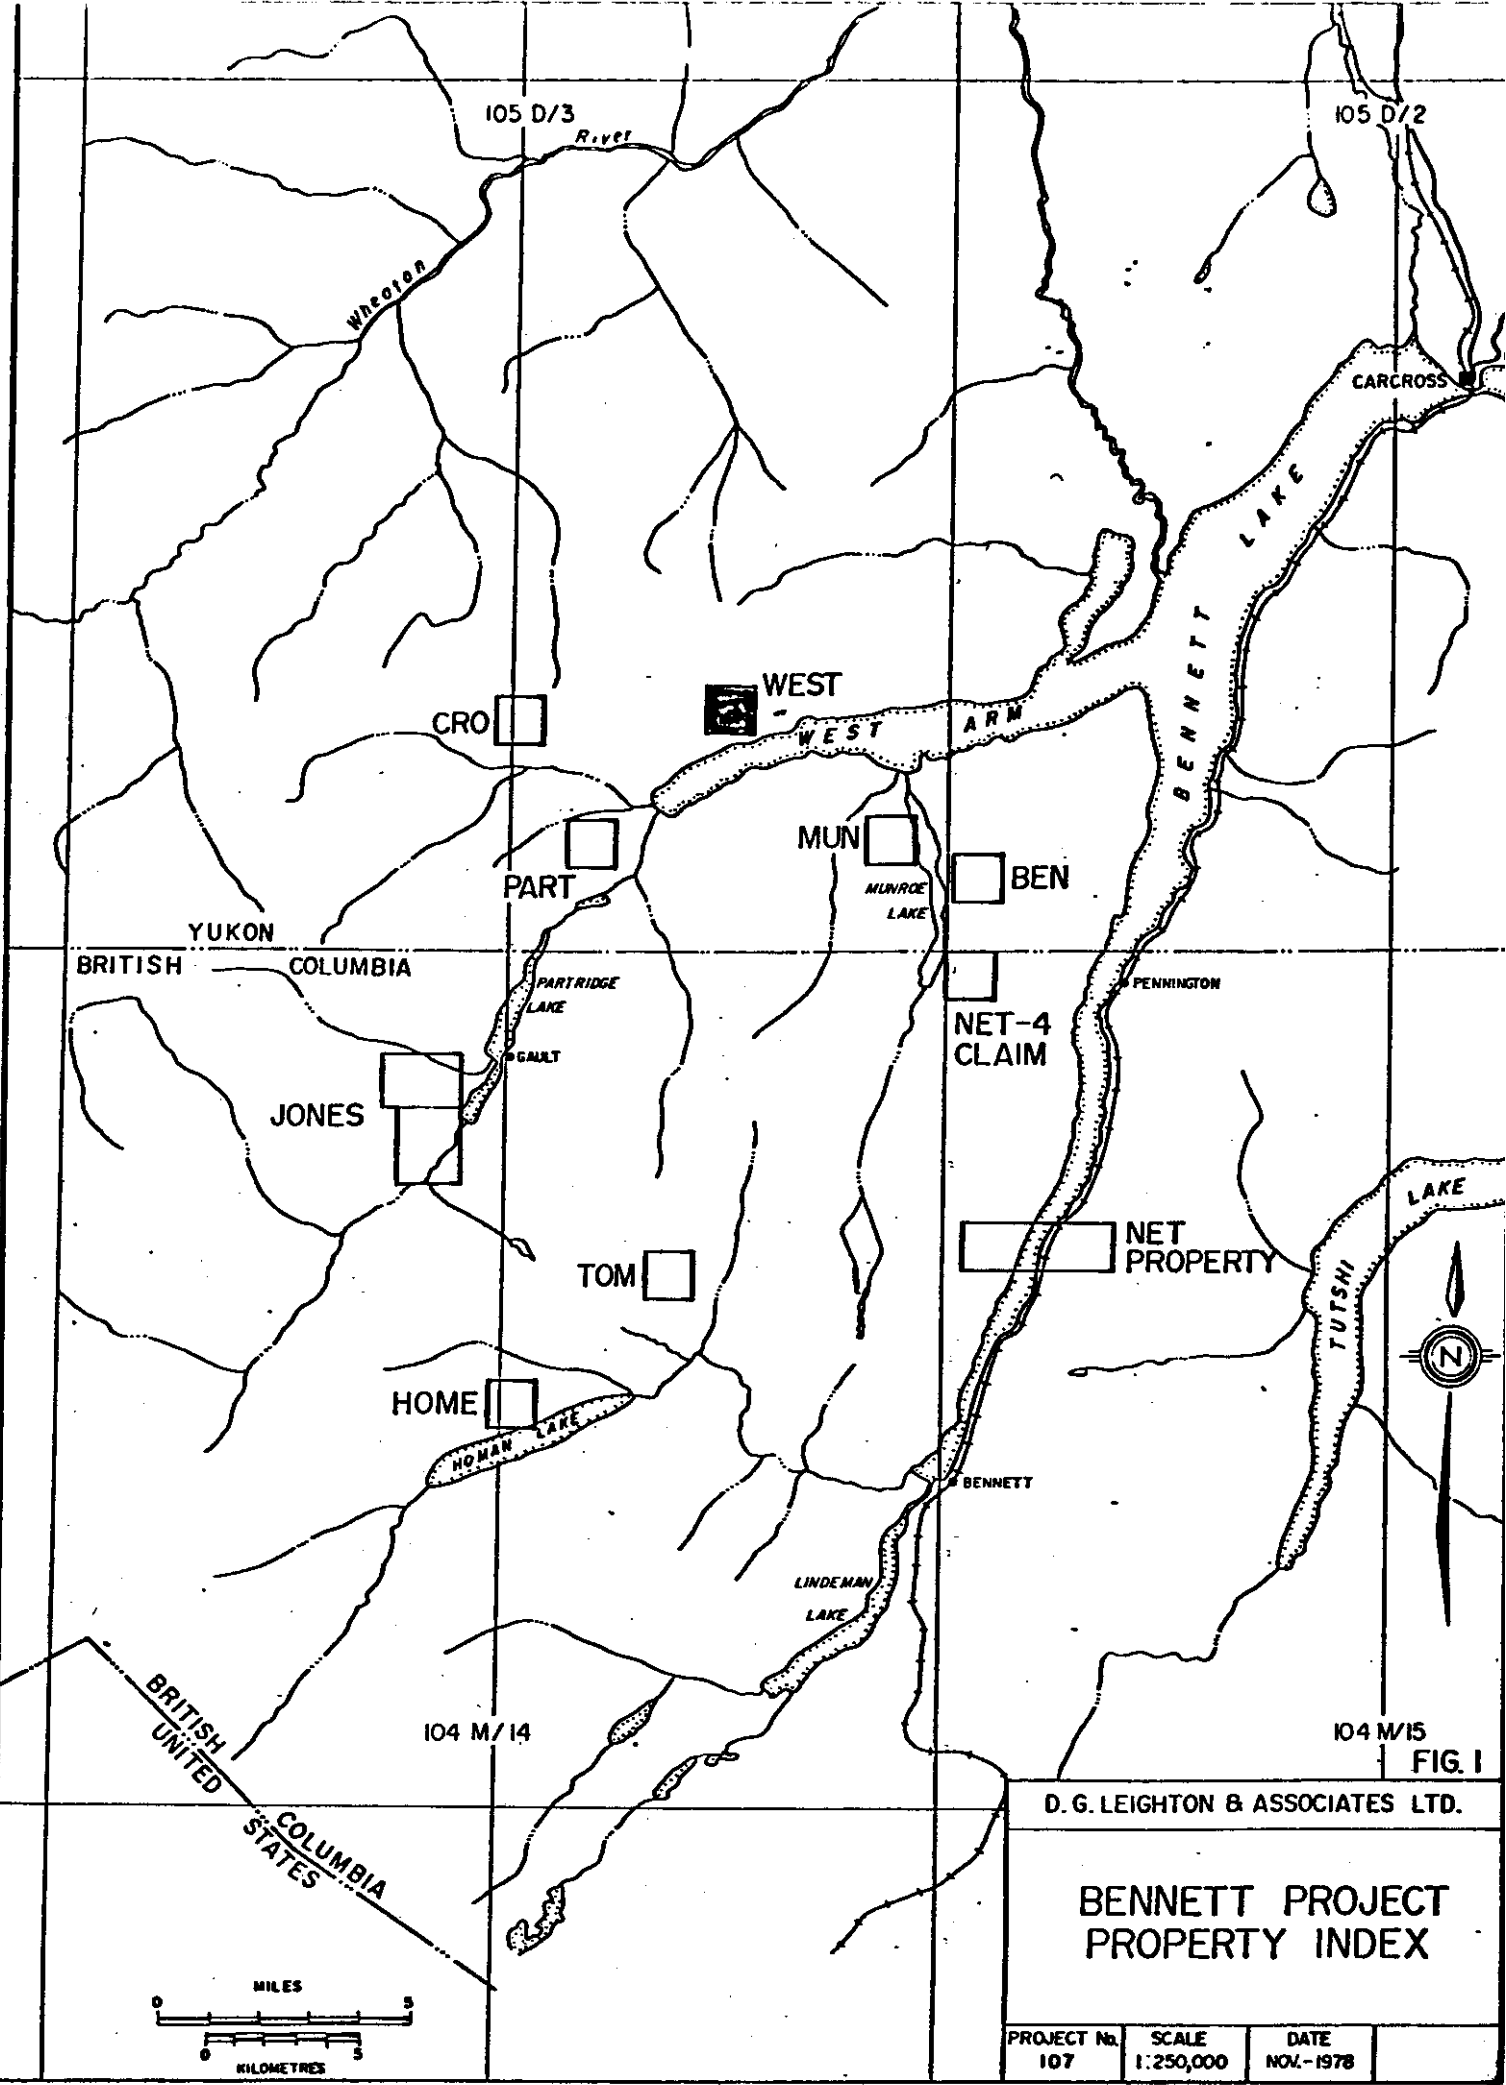 105 D/3
105 D/2
River
Wheaton
CARCROSS
LAKE
BENNETT
WEST
WEST ARM
CRO
MUN
PART
BEN
MUNROE
LAKE
YUKON
BRITISH COLUMBIA
PARTRIDGE
LAKE
PENNINGTON
GAULT
NET-4
CLAIM
JONES
LAKE
TUTSHI
NET
PROPERTY
TOM
N
HOME
HOMAN LAKE
BENNETT
LINDEMAN
LAKE
BRITISH COLUMBIA
UNITED STATES
104 M/14
104 M/15
FIG. 1
D. G. LEIGHTON & ASSOCIATES LTD.
BENNETT PROJECT
PROPERTY INDEX
MILES
0 5
0 5
KILOMETRES
PROJECT No. SCALE DATE
107 1:250,000 NOV.-1978